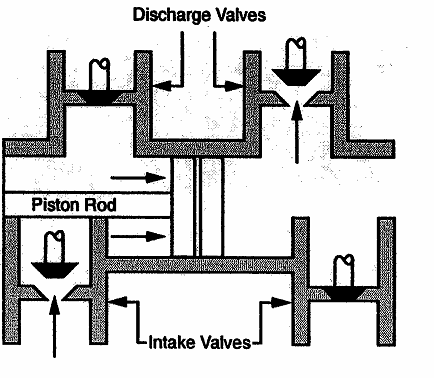 Discharge Valves
Piston Rod
Intake Valves